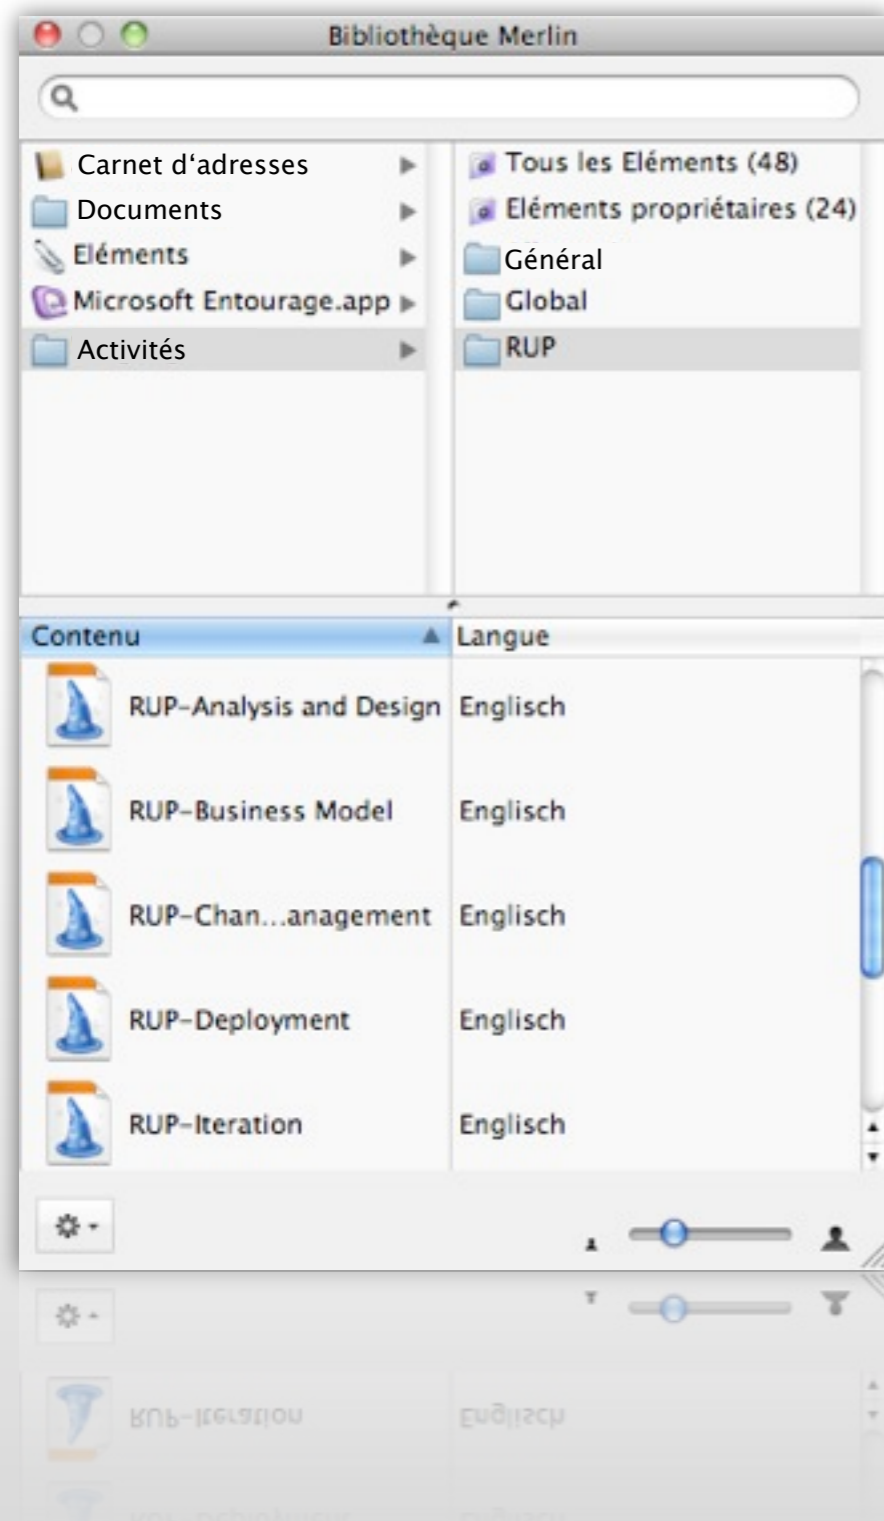 Bibliothèque Merlin
Carnet d‘adresses
Documents
Eléments
Microsoft Entourage.app
Activités
Tous les Eléments (48)
Eléments propriétaires (24)
Général
Global
RUP
Contenu Langue
RUP-Analysis and Design Englisch
RUP-Business Model Englisch
RUP-Chan...anagement Englisch
RUP-Deployment Englisch
RUP-Iteration Englisch